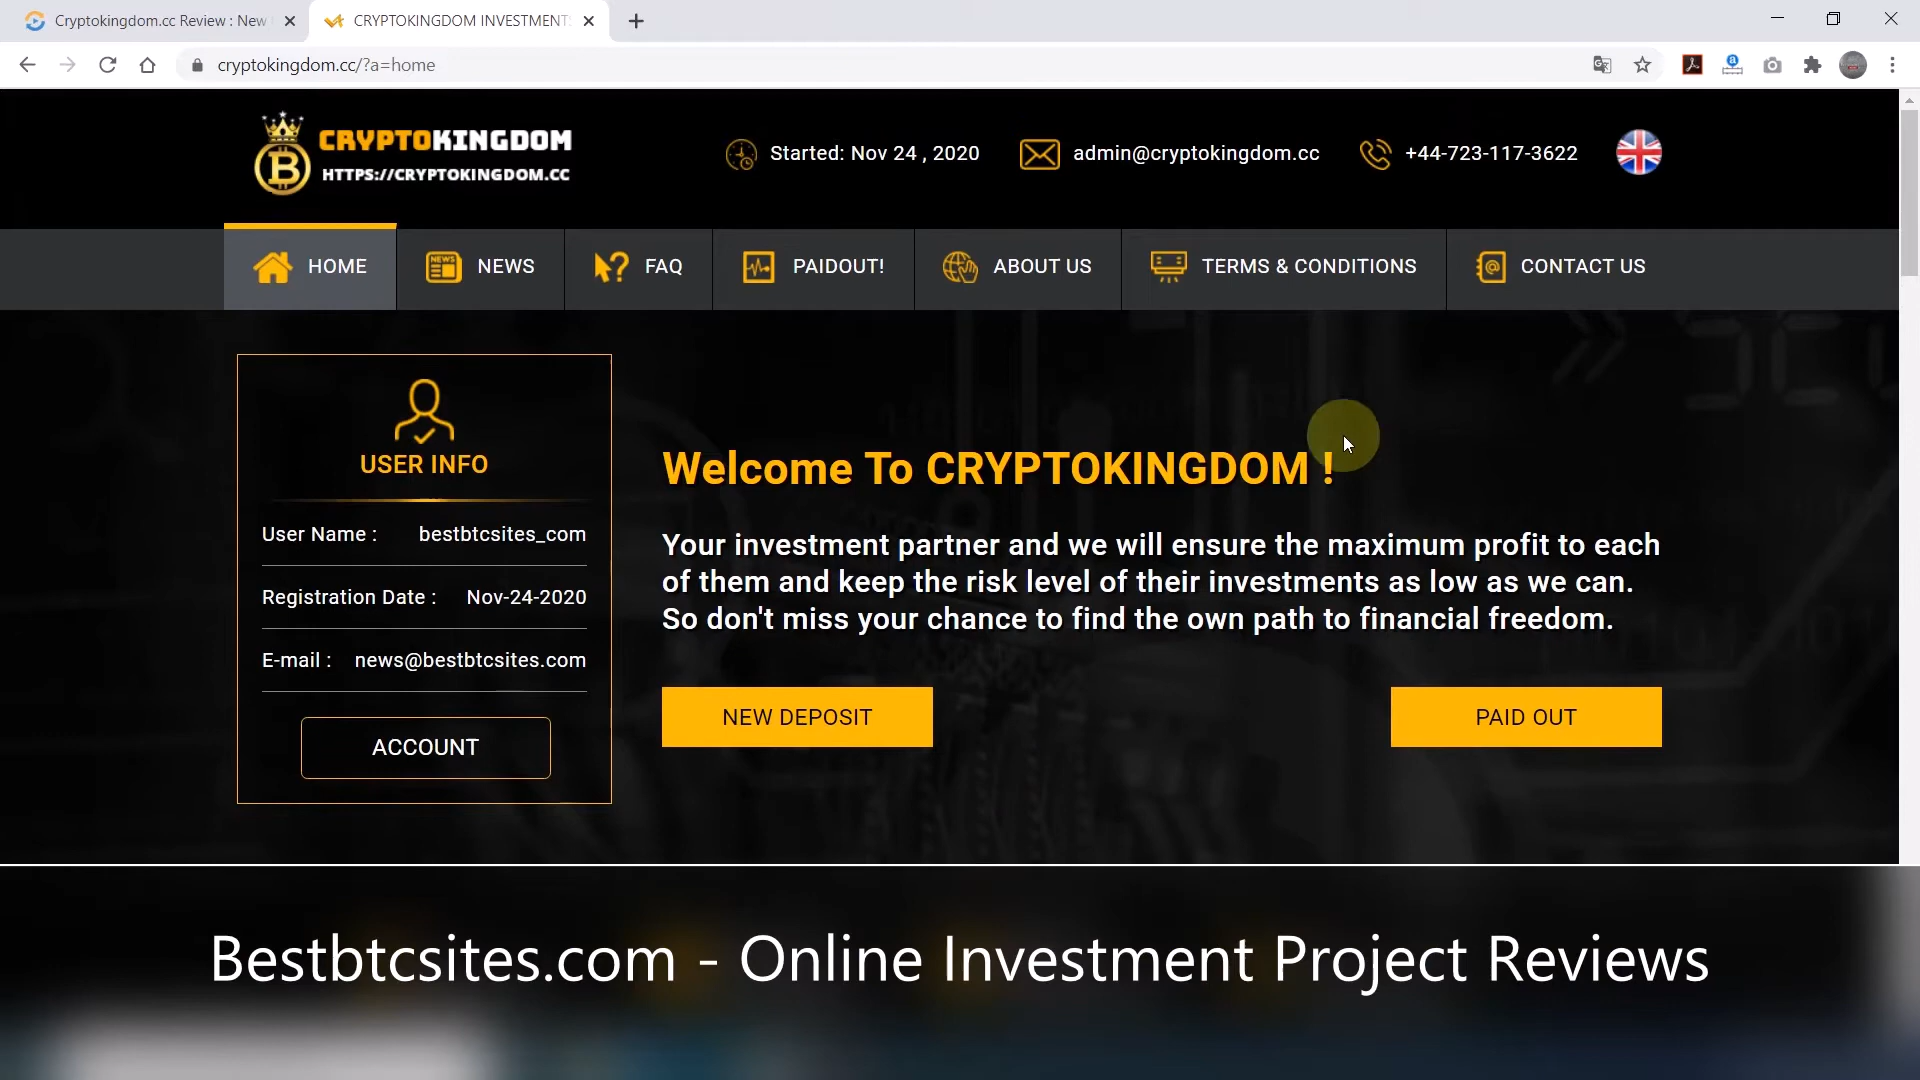 Cryptokingdom.cc Review : New
CRYPTOKINGDOM INVESTMENT
cryptokingdom.cc/?a=home
CRYPTOKINGDOM
HTTPS://CRYPTOKINGDOM.CC
Started: Nov 24 , 2020
admin@cryptokingdom.cc
+44-723-117-3622
HOME
NEWS
FAQ
PAIDOUT!
ABOUT US
TERMS & CONDITIONS
CONTACT US
USER INFO
User Name : bestbtcsites_com
Registration Date : Nov-24-2020
E-mail : news@bestbtcsites.com
ACCOUNT
Welcome To CRYPTOKINGDOM !
Your investment partner and we will ensure the maximum profit to each
of them and keep the risk level of their investments as low as we can.
So don't miss your chance to find the own path to financial freedom.
NEW DEPOSIT
PAID OUT
Bestbtcsites.com - Online Investment Project Reviews